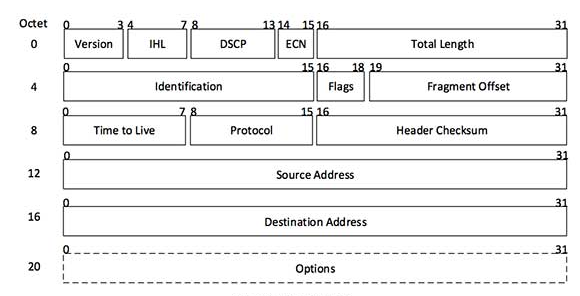 Octet 0 3 4 7 8 13 14 15 16 31
0 Version IHL DSCP ECN Total Length
0 15 16 18 19 31
4 Identification Flags Fragment Offset
0 7 8 15 16 31
8 Time to Live Protocol Header Checksum
0 31
12 Source Address
0 31
16 Destination Address
0 31
20 Options